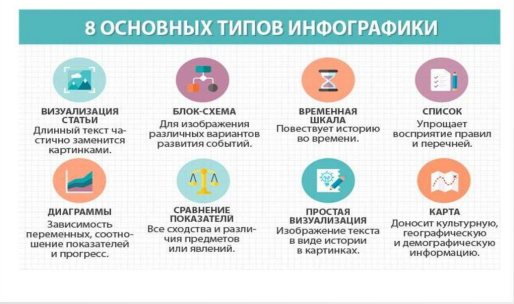 8 ОСНОВНЫХ ТИПОВ ИНФОГРАФИКИ
ВИЗУАЛИЗАЦИЯ
СТАТЬИ
Длинный текст ча-
стично заменится
картинками.
БЛОК-СХЕМА
Для изображения
различных вариантов
развития событий.
ВРЕМЕННАЯ
ШКАЛА
Повествует историю
во времени.
СПИСОК
Упрощает
восприятие правил
и перечней.
ДИАГРАММЫ
Зависимость
переменных, соотно-
шение показателей
и прогресс.
СРАВНЕНИЕ
ПОКАЗАТЕЛИ
Все сходства и разли-
чия предметов
или явлений.
ПРОСТАЯ
ВИЗУАЛИЗАЦИЯ
Изображение текста
в виде истории
в картинках.
КАРТА
Доносит культурную,
географическую
и демографическую
информацию.